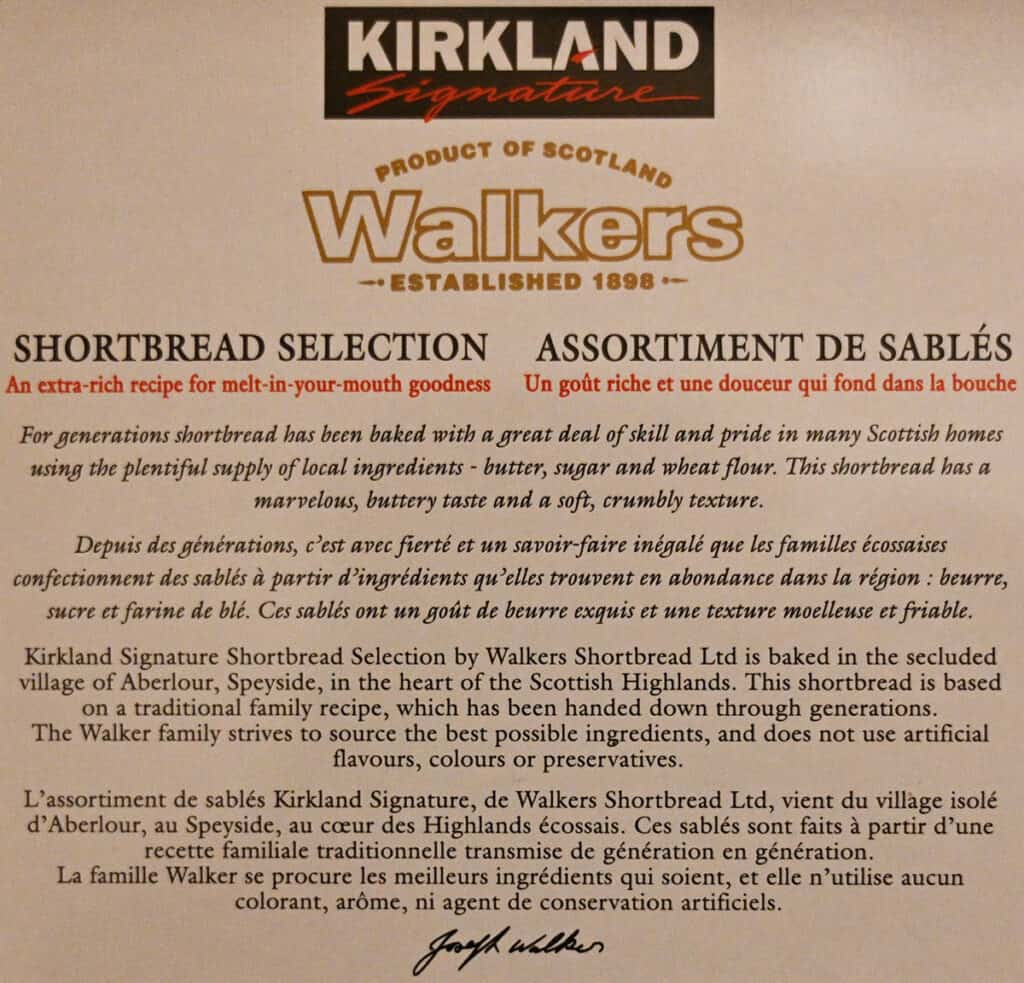 KIRKLAND
Signature
PRODUCT OF SCOTLAND
Walkers
ESTABLISHED 1898
SHORTBREAD SELECTION
An extra-rich recipe for melt-in-your-mouth goodness
ASSORTIMENT DE SABLÉS
Un goût riche et une douceur qui fond dans la bouche
For generations shortbread has been baked with a great deal of skill and pride in many Scottish homes
using the plentiful supply of local ingredients - butter, sugar and wheat flour. This shortbread has a
marvelous, buttery taste and a soft, crumbly texture.
Depuis des générations, c'est avec fierté et un savoir-faire inégalé que les familles écossaises
confectionnent des sablés à partir d'ingrédients qu'elles trouvent en abondance dans la région : beurre,
sucre et farine de blé. Ces sablés ont un goût de beurre exquis et une texture moelleuse et friable.
Kirkland Signature Shortbread Selection by Walkers Shortbread Ltd is baked in the secluded
village of Aberlour, Speyside, in the heart of the Scottish Highlands. This shortbread is based
on a traditional family recipe, which has been handed down through generations.
The Walker family strives to source the best possible ingredients, and does not use artificial
flavours, colours or preservatives.
L'assortiment de sablés Kirkland Signature, de Walkers Shortbread Ltd, vient du village isolé
d'Aberlour, au Speyside, au cœur des Highlands écossais. Ces sablés sont faits à partir d'une
recette familiale traditionnelle transmise de génération en génération.
La famille Walker se procure les meilleurs ingrédients qui soient, et elle n'utilise aucun
colorant, arôme, ni agent de conservation artificiels.
Joseph Walker